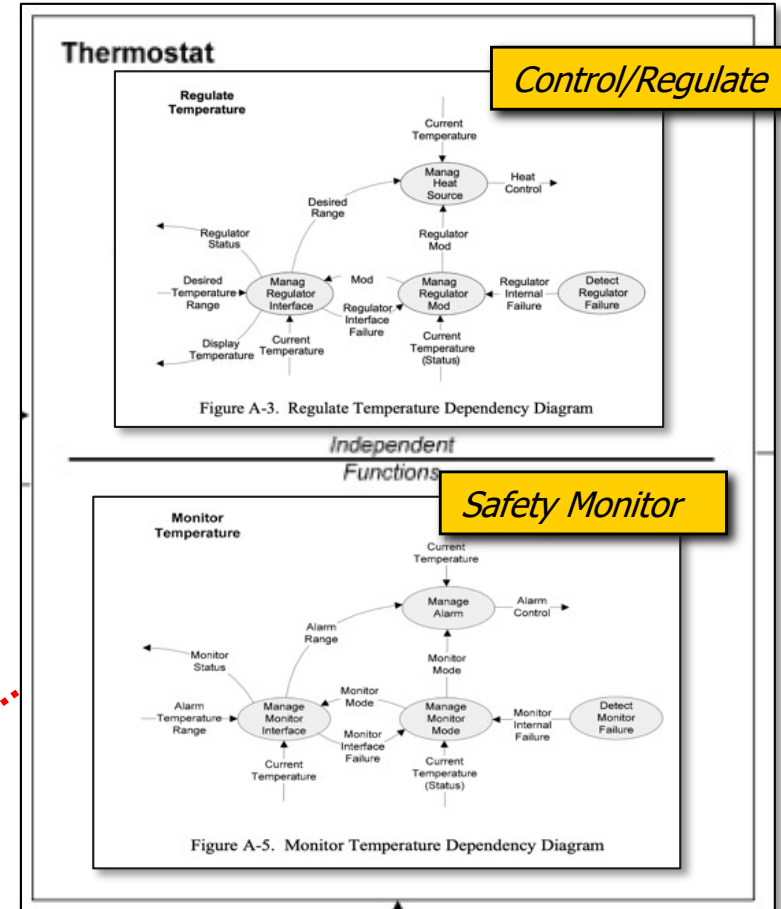 Thermostat
Control/Regulate
Regulate
Temperature
Current
Temperature
Manag
Heat
Source
Heat
Control
Desired
Range
Regulator
Status
Regulator
Mod
Desired
Temperature
Range
Manag
Regulator
Interface
Mod
Regulator
Interface
Failure
Manag
Regulator
Mod
Regulator
Internal
Failure
Detect
Regulator
Failure
Display
Temperature
Current
Temperature
Current
Temperature
(Status)
Figure A-3. Regulate Temperature Dependency Diagram
Independent
Functions
Safety Monitor
Monitor
Temperature
Current
Temperature
Manage
Alarm
Alarm
Control
Alarm
Range
Monitor
Status
Monitor
Mode
Alarm
Temperature
Range
Manage
Monitor
Interface
Monitor
Mode
Monitor
Interface
Failure
Manage
Monitor
Mode
Monitor
Internal
Failure
Detect
Monitor
Failure
Current
Temperature
Current
Temperature
(Status)
Figure A-5. Monitor Temperature Dependency Diagram